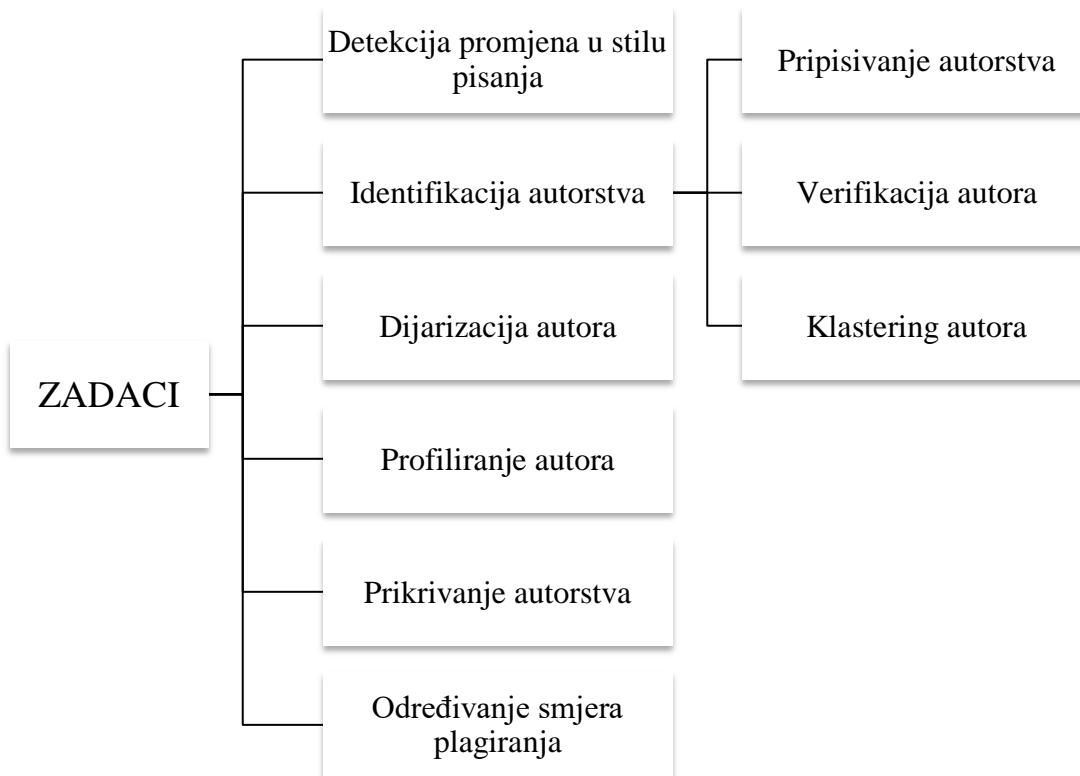 ZADACI
Detekcija promjena u stilu
pisanja
Identifikacija autorstva
Pripisivanje autorstva
Verifikacija autora
Klastering autora
Dijarizacija autora
Profiliranje autora
Prikrivanje autorstva
Određivanje smjera
plagiranja